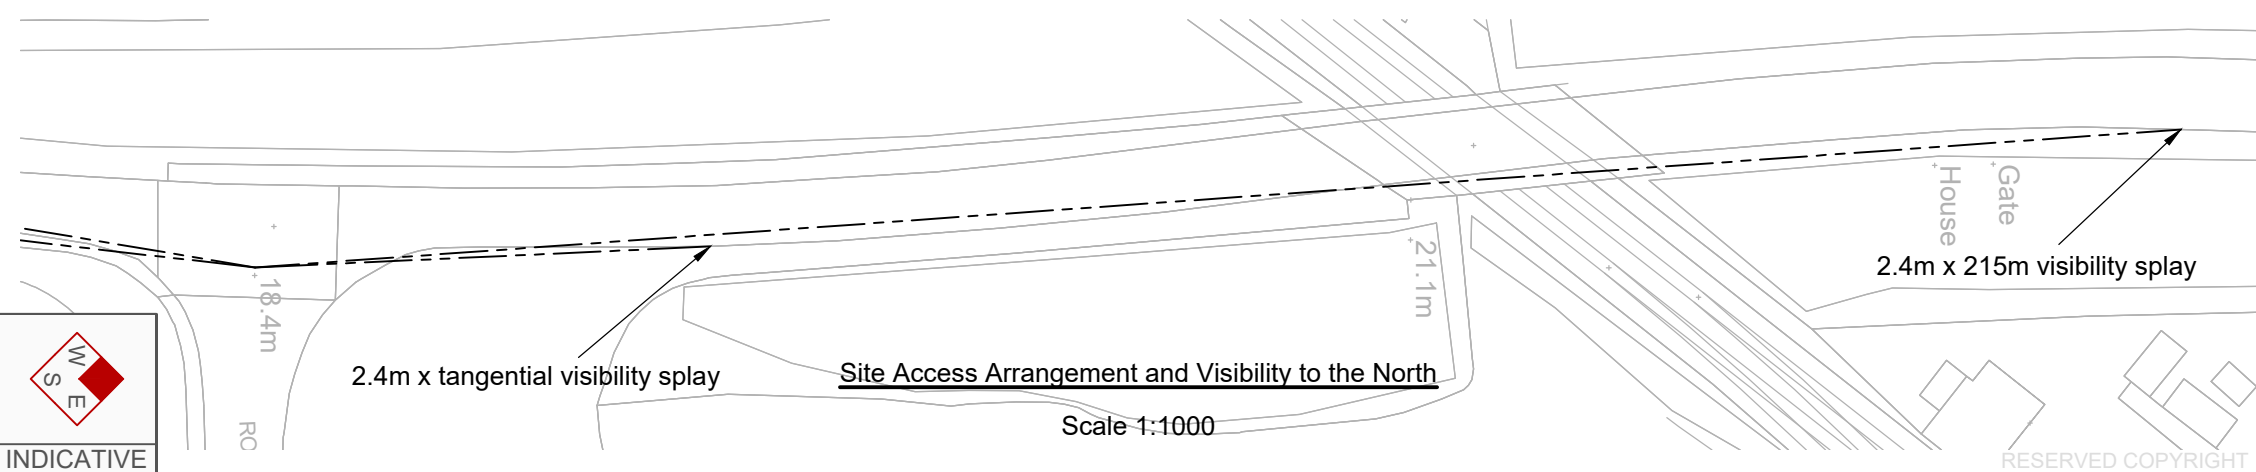 Gate
House
2.4m x 215m visibility splay
21.1m
18.4m
W
S
E
2.4m x tangential visibility splay
Site Access Arrangement and Visibility to the North
Scale 1:1000
RO
INDICATIVE
RESERVED COPYRIGHT